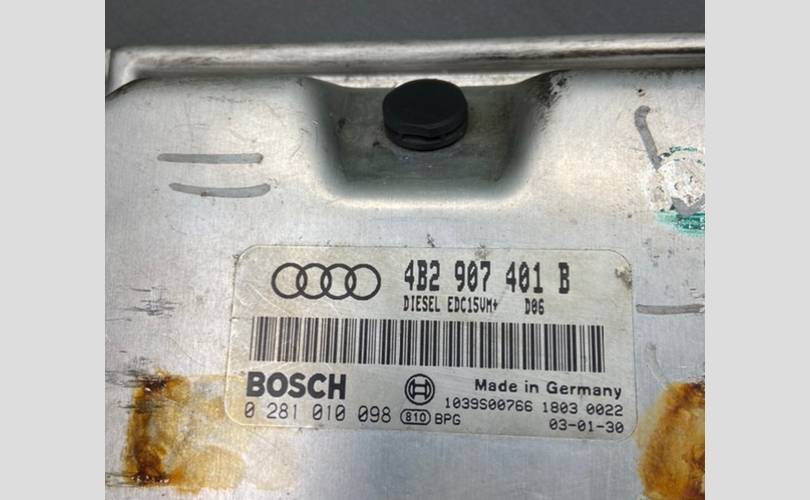 4B2 907 401 B
DIESEL EDC15VM+ D06
BOSCH Made in Germany
0 281 010 098 810 BPG 1039S00766 1803 0022
03-01-30